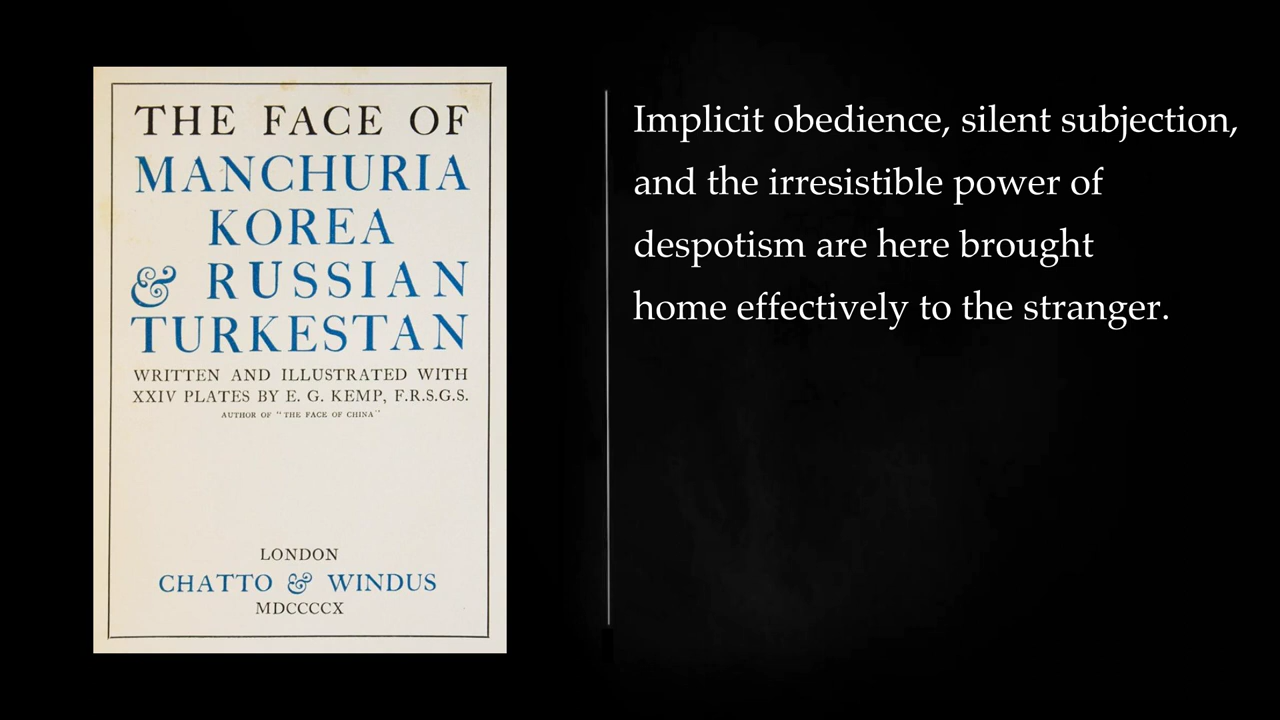 THE FACE OF
MANCHURIA
KOREA
& RUSSIAN
TURKESTAN
WRITTEN AND ILLUSTRATED WITH
XXIV PLATES BY E. G. KEMP, F.R.S.G.S.
AUTHOR OF "THE FACE OF CHINA"
LONDON
CHATTO & WINDUS
MDCCCCX
Implicit obedience, silent subjection,
and the irresistible power of
despotism are here brought
home effectively to the stranger.